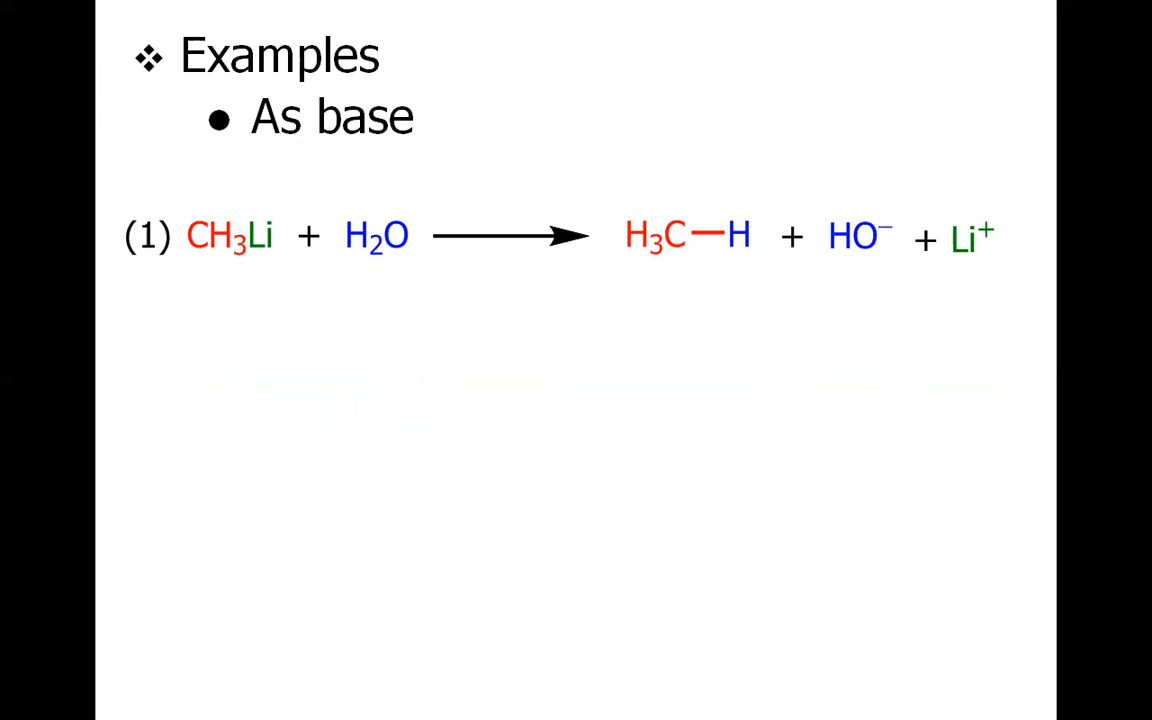 ❖ Examples
● As base
(1) CH₃Li + H₂O ⟶ H₃C—H + HO⁻ + Li⁺